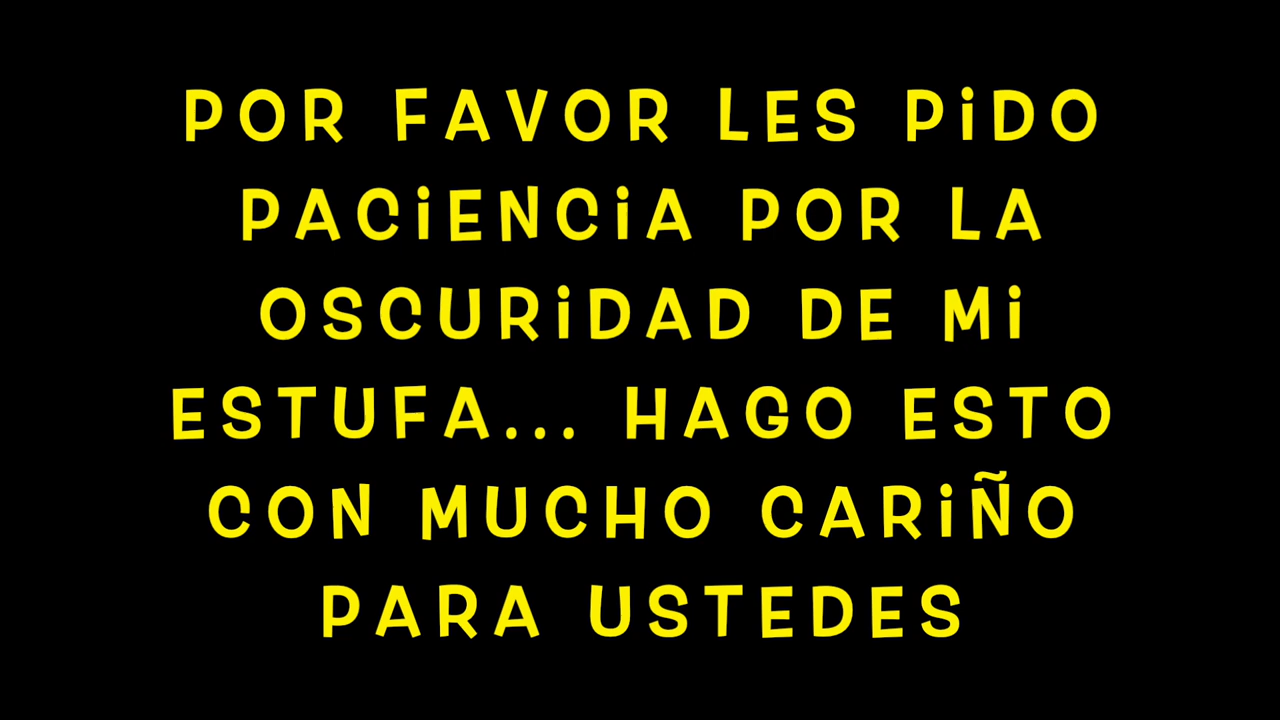 POR FAVOR LES PiDO
PACiENCiA POR LA
OSCURiDAD DE Mi
ESTUFA... HAGO ESTO
CON MUCHO CARiÑO
PARA USTEDES